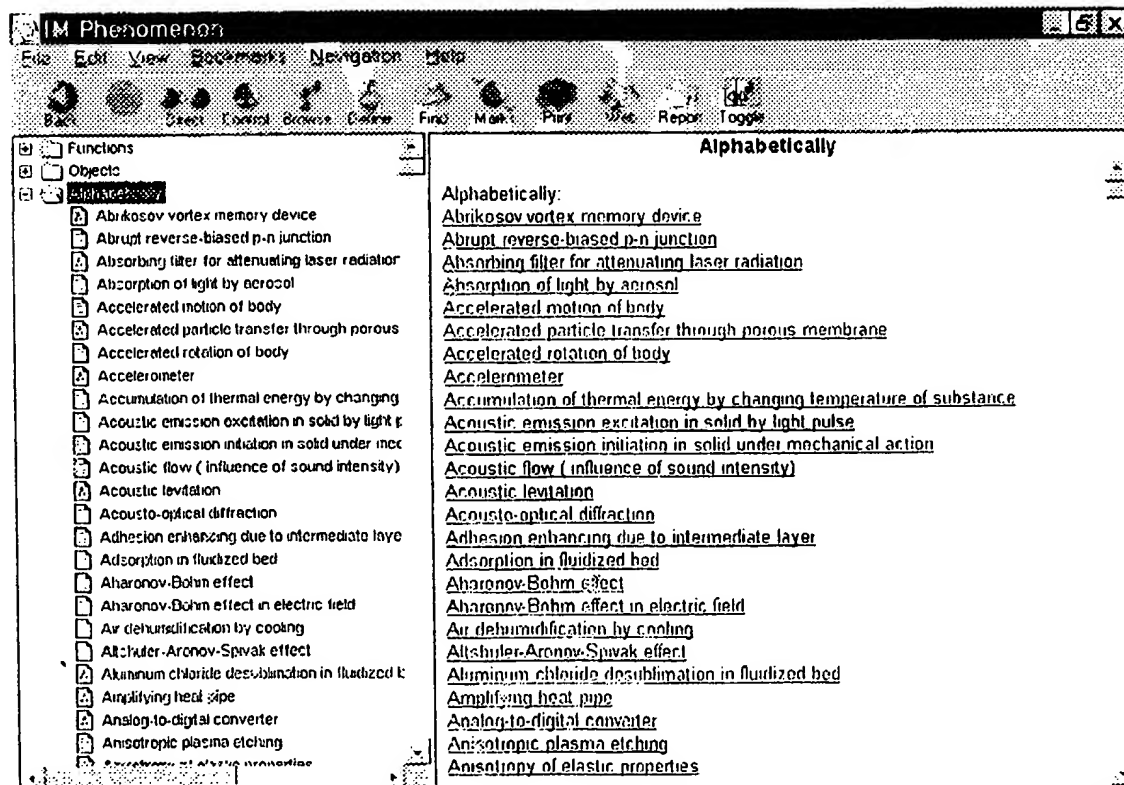 IM Phenomenon
File Edit View Bookmarks Navigation Help
Back Direct Control Browse Define Find Marks Print Web Report Toggle
Functions
Objects
Alphabetically
Abrikosov vortex memory device
Abrupt reverse-biased p-n junction
Absorbing filter for attenuating laser radiation
Absorption of light by aerosol
Accelerated motion of body
Accelerated particle transfer through porous
Accelerated rotation of body
Accelerometer
Accumulation of thermal energy by changing
Acoustic emission excitation in solid by light p
Acoustic emission initiation in solid under mec
Acoustic flow ( influence of sound intensity)
Acoustic levitation
Acousto-optical diffraction
Adhesion enhancing due to intermediate laye
Adsorption in fluidized bed
Aharonov-Bohm effect
Aharonov-Bohm effect in electric field
Air dehumidification by cooling
Altshuler-Aronov-Spivak effect
Aluminum chloride desublimation in fluidized b
Amplifying heat pipe
Analog-to-digital converter
Anisotropic plasma etching
Anisotropy of elastic properties
Alphabetically
Alphabetically:
Abrikosov vortex memory device
Abrupt reverse-biased p-n junction
Absorbing filter for attenuating laser radiation
Absorption of light by aerosol
Accelerated motion of body
Accelerated particle transfer through porous membrane
Accelerated rotation of body
Accelerometer
Accumulation of thermal energy by changing temperature of substance
Acoustic emission excitation in solid by light pulse
Acoustic emission initiation in solid under mechanical action
Acoustic flow ( influence of sound intensity)
Acoustic levitation
Acousto-optical diffraction
Adhesion enhancing due to intermediate layer
Adsorption in fluidized bed
Aharonov-Bohm effect
Aharonov-Bohm effect in electric field
Air dehumidification by cooling
Altshuler-Aronov-Spivak effect
Aluminum chloride desublimation in fluidized bed
Amplifying heat pipe
Analog-to-digital converter
Anisotropic plasma etching
Anisotropy of elastic properties